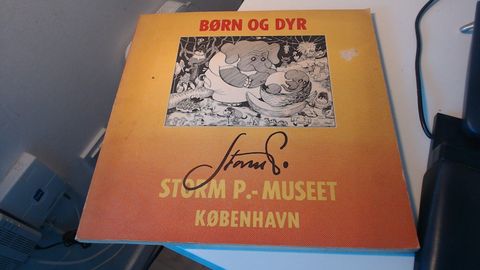 BØRN OG DYR
Storm P.
STORM P.-MUSEET
KØBENHAVN